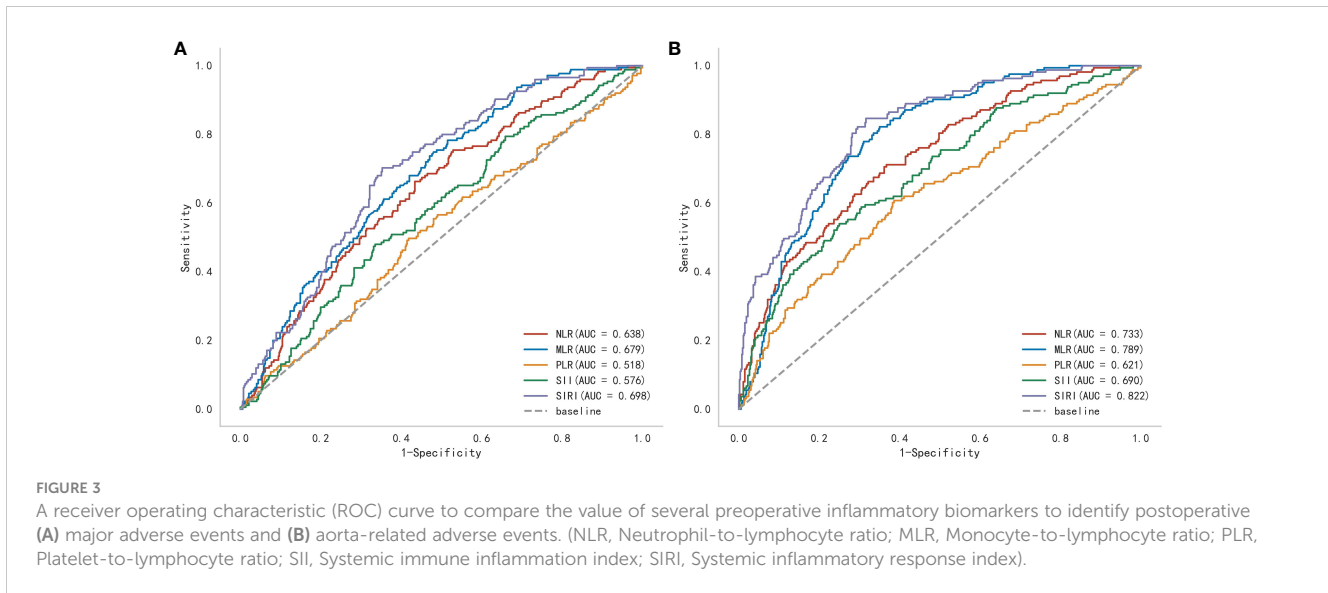 A
1.0
0.8
0.6
0.4
0.2
0.0
Sensitivity
NLR(AUC = 0.638)
MLR(AUC = 0.679)
PLR(AUC = 0.518)
SII(AUC = 0.576)
SIRI(AUC = 0.698)
baseline
0.0 0.2 0.4 0.6 0.8 1.0
1-Specificity
B
1.0
0.8
0.6
0.4
0.2
0.0
Sensitivity
NLR(AUC = 0.733)
MLR(AUC = 0.789)
PLR(AUC = 0.621)
SII(AUC = 0.690)
SIRI(AUC = 0.822)
baseline
0.0 0.2 0.4 0.6 0.8 1.0
1-Specificity
FIGURE 3
A receiver operating characteristic (ROC) curve to compare the value of several preoperative inflammatory biomarkers to identify postoperative
(A) major adverse events and (B) aorta-related adverse events. (NLR, Neutrophil-to-lymphocyte ratio; MLR, Monocyte-to-lymphocyte ratio; PLR,
Platelet-to-lymphocyte ratio; SII, Systemic immune inflammation index; SIRI, Systemic inflammatory response index).